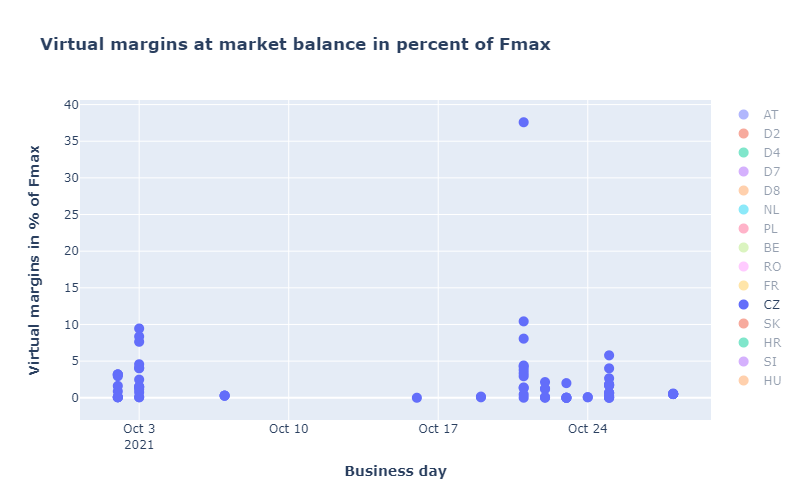 Virtual margins at market balance in percent of Fmax
Virtual margins in % of Fmax
40
35
30
25
20
15
10
5
0
Oct 3
2021
Oct 10
Oct 17
Oct 24
Business day
AT
D2
D4
D7
D8
NL
PL
BE
RO
FR
CZ
SK
HR
SI
HU